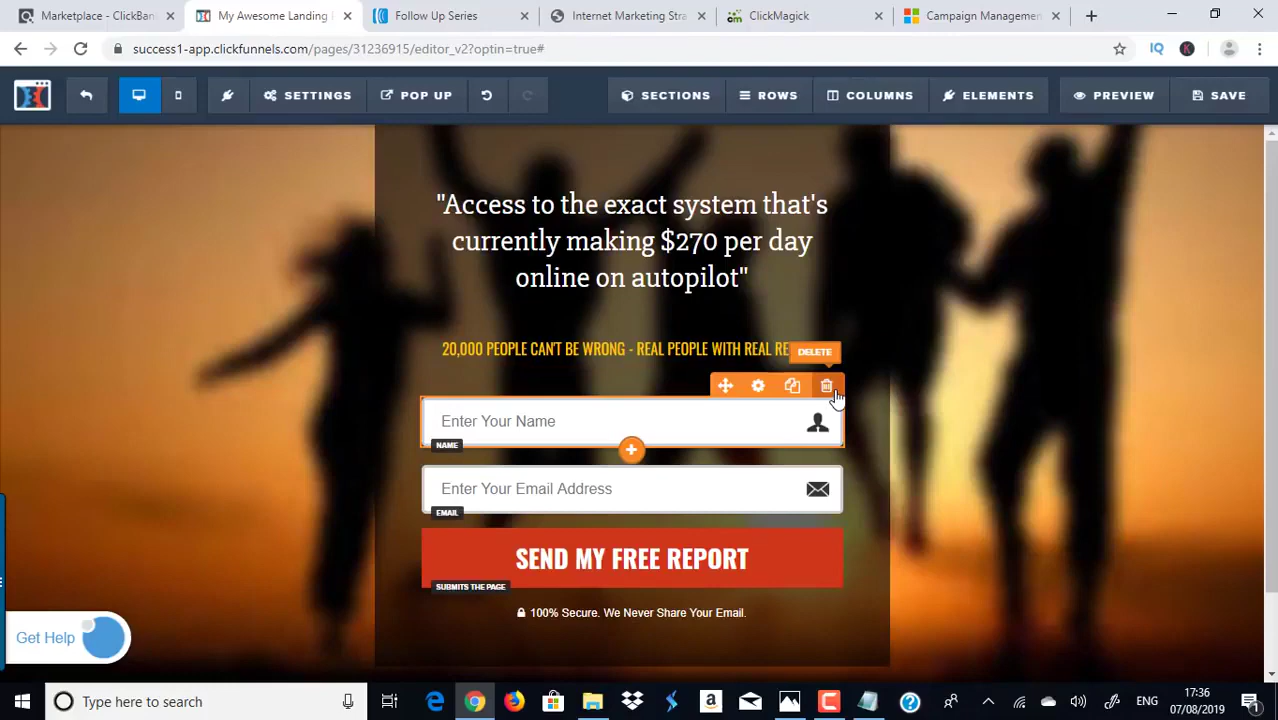 Marketplace - ClickBan
My Awesome Landing
Follow Up Series
Internet Marketing Stra
ClickMagick
Campaign Managemen
success1-app.clickfunnels.com/pages/31236915/editor_v2?optin=true#
IQ
K
SETTINGS
POP UP
SECTIONS
ROWS
COLUMNS
ELEMENTS
PREVIEW
SAVE
"Access to the exact system that's
currently making $270 per day
online on autopilot"
20,000 PEOPLE CAN'T BE WRONG - REAL PEOPLE WITH REAL RE
DELETE
Enter Your Name
NAME
Enter Your Email Address
EMAIL
SEND MY FREE REPORT
SUBMITS THE PAGE
100% Secure. We Never Share Your Email.
Get Help
Type here to search
ENG
17:36
07/08/2019
1